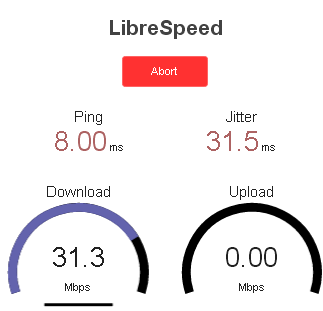 LibreSpeed
Abort
Ping
8.00 ms
Jitter
31.5 ms
Download
31.3
Mbps
Upload
0.00
Mbps